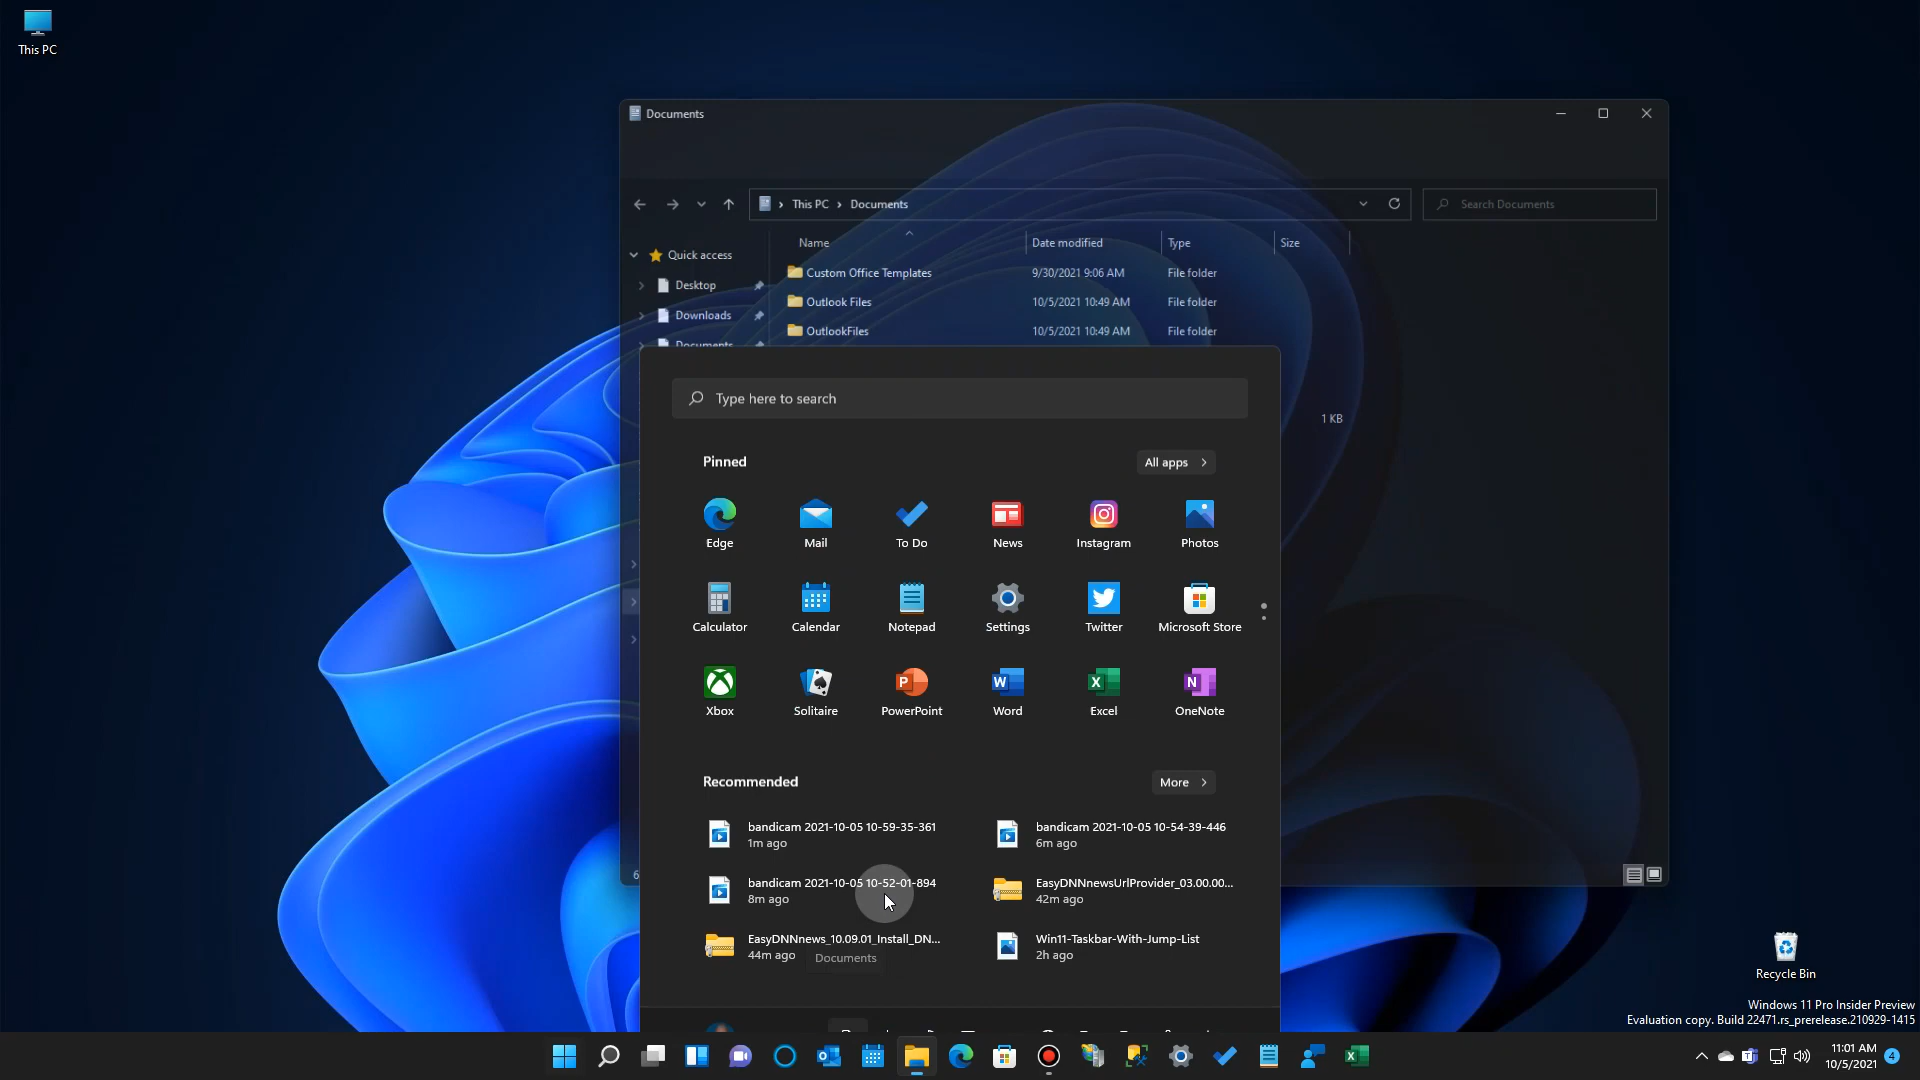 This PC
Documents
This PC > Documents
Search Documents
Name Date modified Type Size
Quick access
Desktop
Downloads
Documents
Custom Office Templates 9/30/2021 9:06 AM File folder
Outlook Files 10/5/2021 10:49 AM File folder
OutlookFiles 10/5/2021 10:49 AM File folder
1 KB
Type here to search
Pinned
All apps
Edge Mail To Do News Instagram Photos
Calculator Calendar Notepad Settings Twitter Microsoft Store
Xbox Solitaire PowerPoint Word Excel OneNote
Recommended
More
bandicam 2021-10-05 10-59-35-361
1m ago
bandicam 2021-10-05 10-54-39-446
6m ago
bandicam 2021-10-05 10-52-01-894
8m ago
EasyDNNnewsUrlProvider_03.00.00...
42m ago
EasyDNNnews_10.09.01_Install_DN...
44m ago
Win11-Taskbar-With-Jump-List
2h ago
Documents
6
Recycle Bin
Windows 11 Pro Insider Preview
Evaluation copy. Build 22471.rs_prerelease.210929-1415
11:01 AM
10/5/2021
4